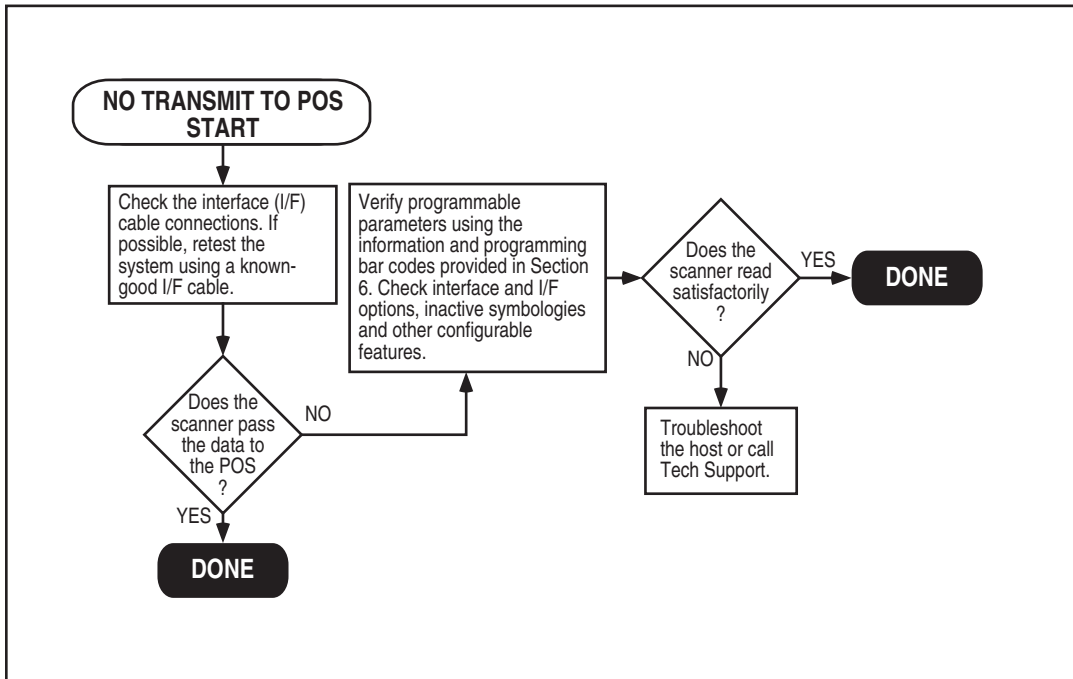 NO TRANSMIT TO POS
START
Check the interface (I/F)
cable connections. If
possible, retest the
system using a known-
good I/F cable.
Does the
scanner pass
the data to
the POS
?
NO
YES
DONE
Verify programmable
parameters using the
information and programming
bar codes provided in Section
6. Check interface and I/F
options, inactive symbologies
and other configurable
features.
Does the
scanner read
satisfactorily
?
YES
DONE
NO
Troubleshoot
the host or call
Tech Support.